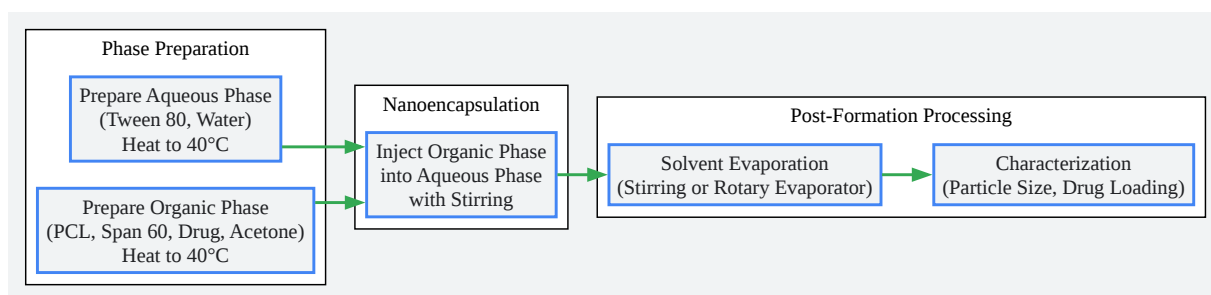 Phase Preparation
Prepare Aqueous Phase
(Tween 80, Water)
Heat to 40°C
Prepare Organic Phase
(PCL, Span 60, Drug, Acetone)
Heat to 40°C
Nanoencapsulation
Inject Organic Phase
into Aqueous Phase
with Stirring
Post-Formation Processing
Solvent Evaporation
(Stirring or Rotary Evaporator)
Characterization
(Particle Size, Drug Loading)